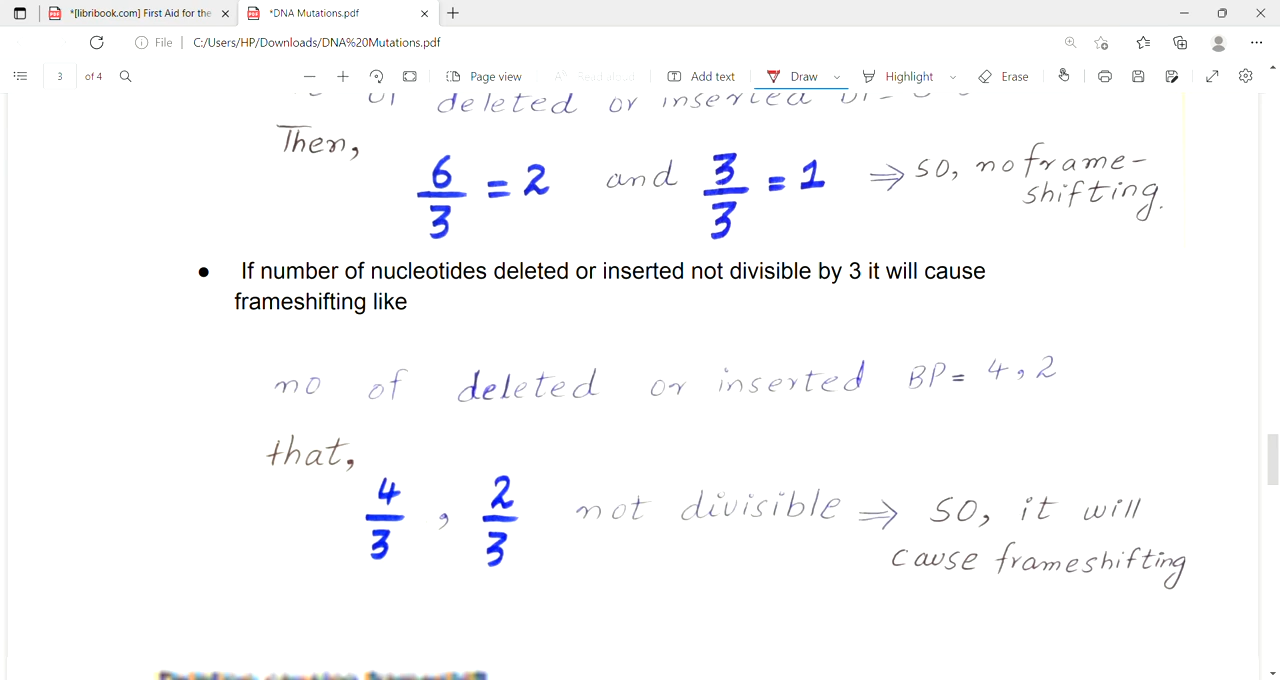 *[libribook.com] First Aid for the
*DNA Mutations.pdf
File
C:/Users/HP/Downloads/DNA%20Mutations.pdf
3 of 4
Page view
Read aloud
Add text
Draw
Highlight
Erase
of deleted or inserted
Then,
6/3 = 2 and 3/3 = 1 ⇒ so, no frame-
shifting.
● If number of nucleotides deleted or inserted not divisible by 3 it will cause
frameshifting like
no of deleted or inserted BP= 4, 2
that,
4/3 , 2/3 not divisible ⇒ so, it will
cause frameshifting